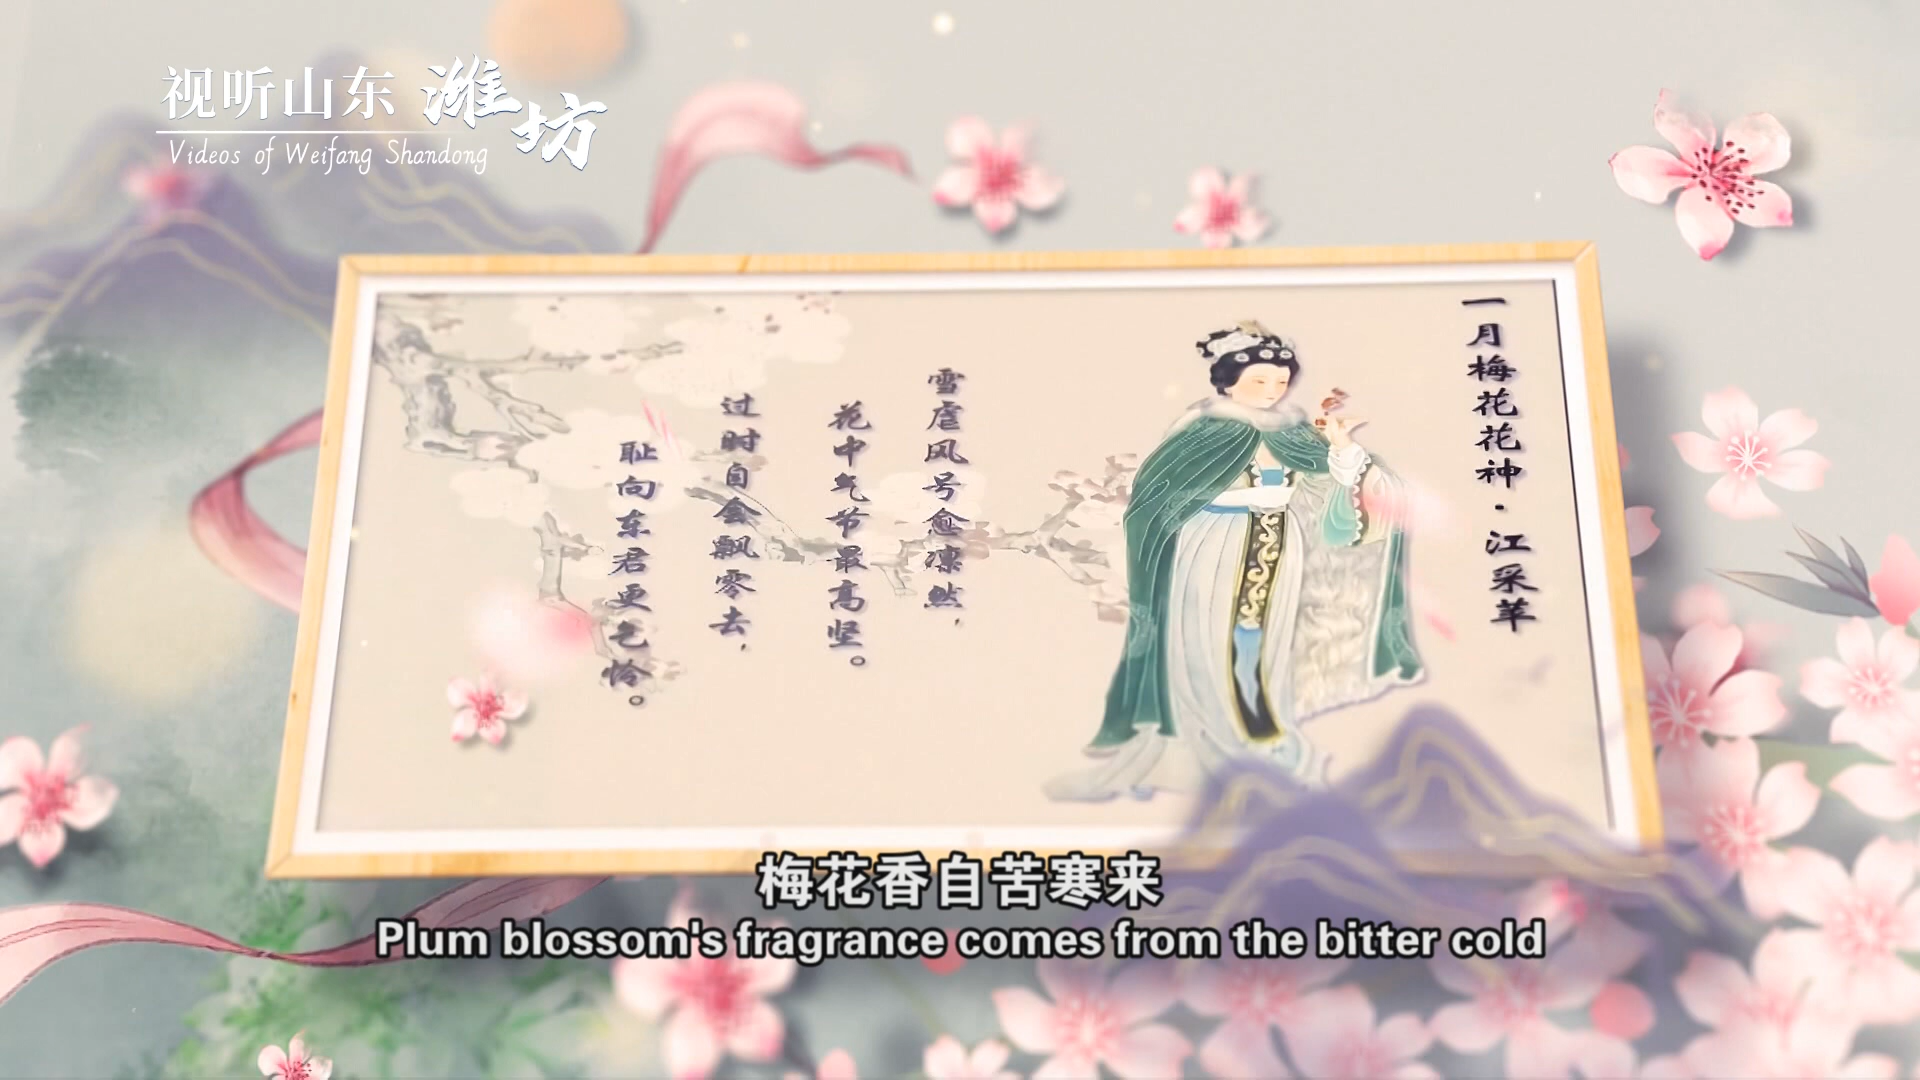 视听山东 潍坊
Videos of Weifang Shandong
一月梅花花神·江采苹
雪虐风号愈凛然，
花中气节最高坚。
过时自会飘零去，
耻向东君更乞怜。
梅花香自苦寒来
Plum blossom's fragrance comes from the bitter cold